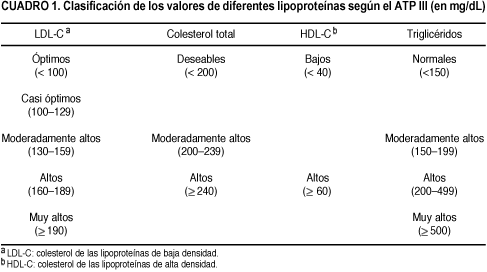 CUADRO 1. Clasificación de los valores de diferentes lipoproteínas según el ATP III (en mg/dL)
LDL-C a Colesterol total HDL-C b Triglicéridos
Óptimos Deseables Bajos Normales
(< 100) (< 200) (< 40) (<150)
Casi óptimos
(100–129)
Moderadamente altos Moderadamente altos Moderadamente altos
(130–159) (200–239) (150–199)
Altos Altos Altos Altos
(160–189) (≥ 240) (≥ 60) (200–499)
Muy altos Muy altos
(≥ 190) (≥ 500)
a LDL-C: colesterol de las lipoproteínas de baja densidad.
b HDL-C: colesterol de las lipoproteínas de alta densidad.